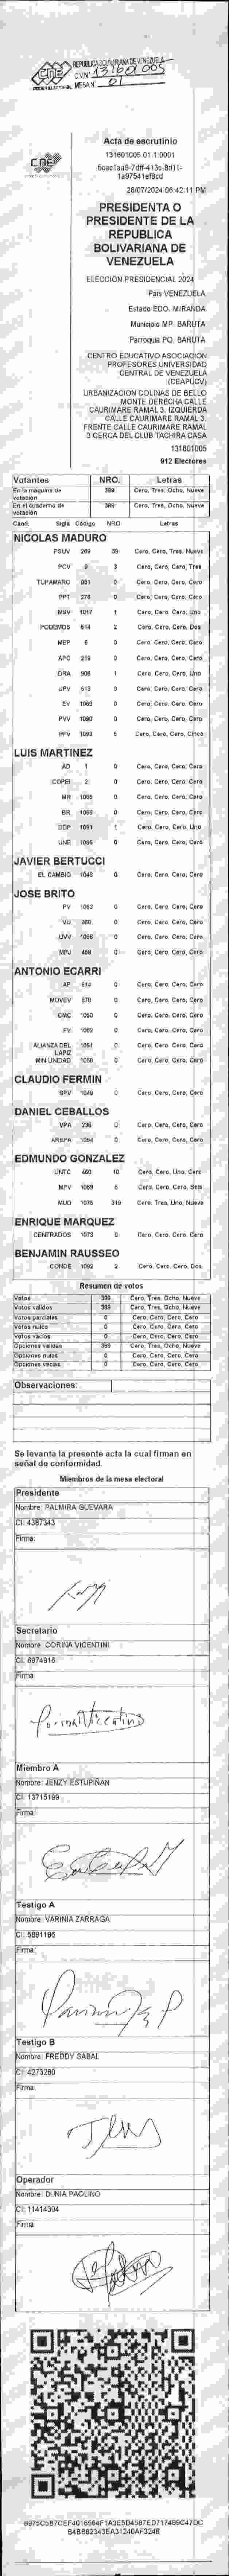 CNE
REPUBLICA BOLIVARIANA DE VENEZUELA
CVN° 131601005
MESA N° 01
PODER ELECTORAL
CNE
Acta de escrutinio
131601005.01.1.0001
28/07/2024 06:42:11 PM
PRESIDENTA O
PRESIDENTE DE LA
REPUBLICA
BOLIVARIANA DE
VENEZUELA
ELECCIÓN PRESIDENCIAL 2024
País VENEZUELA
Estado EDO. MIRANDA
Municipio MP. BARUTA
Parroquia PQ. BARUTA
CENTRO EDUCATIVO ASOCIACION
PROFESORES UNIVERSIDAD
CENTRAL DE VENEZUELA
(CEAPUCV)
URBANIZACION COLINAS DE BELLO
MONTE DERECHA CALLE
CAURIMARE RAMAL 3. IZQUIERDA
CALLE CAURIMARE RAMAL 3.
FRENTE CALLE CAURIMARE RAMAL
3 CERCA DEL CLUB TACHIRA CASA
131601005
912 Electores
Votantes NRO. Letras
En la máquina de votación 389 Cero, Tres, Ocho, Nueve
En el cuaderno de votación 389 Cero, Tres, Ocho, Nueve
Cand. Sigla Código NRO Letras
NICOLAS MADURO
PSUV 269 39 Cero, Cero, Tres, Nueve
PCV 9 3 Cero, Cero, Cero, Tres
TUPAMARO 931 0 Cero, Cero, Cero, Cero
PPT 276 0 Cero, Cero, Cero, Cero
MSV 1017 1 Cero, Cero, Cero, Uno
PODEMOS 614 2 Cero, Cero, Cero, Dos
MEP 6 0 Cero, Cero, Cero, Cero
APC 219 0 Cero, Cero, Cero, Cero
ORA 906 1 Cero, Cero, Cero, Uno
UPV 513 0 Cero, Cero, Cero, Cero
EV 1069 0 Cero, Cero, Cero, Cero
PVV 1090 0 Cero, Cero, Cero, Cero
PFV 1093 5 Cero, Cero, Cero, Cinco
LUIS MARTINEZ
AD 1 0 Cero, Cero, Cero, Cero
COPEI 2 0 Cero, Cero, Cero, Cero
MR 1065 0 Cero, Cero, Cero, Cero
BR 1066 0 Cero, Cero, Cero, Cero
DDP 1091 1 Cero, Cero, Cero, Uno
UNE 1095 0 Cero, Cero, Cero, Cero
JAVIER BERTUCCI
EL CAMBIO 1048 0 Cero, Cero, Cero, Cero
JOSE BRITO
PV 1053 0 Cero, Cero, Cero, Cero
VU 0 Cero, Cero, Cero, Cero
UVV 1096 0 Cero, Cero, Cero, Cero
MPJ 450 0 Cero, Cero, Cero, Cero
ANTONIO ECARRI
AP 814 0 Cero, Cero, Cero, Cero
MOVEV 970 0 Cero, Cero, Cero, Cero
CMC 1050 0 Cero, Cero, Cero, Cero
FV 1062 0 Cero, Cero, Cero, Cero
ALIANZA DEL LAPIZ 1051 0 Cero, Cero, Cero, Cero
MIN UNIDAD 1056 0 Cero, Cero, Cero, Cero
CLAUDIO FERMIN
SPV 1049 0 Cero, Cero, Cero, Cero
DANIEL CEBALLOS
VPA 236 0 Cero, Cero, Cero, Cero
AREPA 1094 0 Cero, Cero, Cero, Cero
EDMUNDO GONZALEZ
UNTC 460 10 Cero, Cero, Uno, Cero
MPV 1068 6 Cero, Cero, Cero, Seis
MUD 1075 319 Cero, Tres, Uno, Nueve
ENRIQUE MARQUEZ
CENTRADOS 1073 0 Cero, Cero, Cero, Cero
BENJAMIN RAUSSEO
CONDE 1092 2 Cero, Cero, Cero, Dos
Resumen de votos
Votos 389 Cero, Tres, Ocho, Nueve
Votos válidos 389 Cero, Tres, Ocho, Nueve
Votos parciales 0 Cero, Cero, Cero, Cero
Votos nulos 0 Cero, Cero, Cero, Cero
Votos vacíos 0 Cero, Cero, Cero, Cero
Opciones válidas 389 Cero, Tres, Ocho, Nueve
Opciones nulas 0 Cero, Cero, Cero, Cero
Opciones vacías 0 Cero, Cero, Cero, Cero
Observaciones:
Se levanta la presente acta la cual firman en
señal de conformidad.
Miembros de la mesa electoral
Presidente
Nombre: PALMIRA GUEVARA
CI: 4387343
Firma:
Secretario
Nombre: CORINA VICENTINI
CI: 6974916
Firma:
Corina Vicentini
Miembro A
Nombre: JENZY ESTUPIÑAN
CI: 13715199
Firma:
Testigo A
Nombre: VARINIA ZARRAGA
CI: 5891186
Firma:
Testigo B
Nombre: FREDDY SABAL
CI: 4273280
Firma:
Operador
Nombre: DUNIA PAOLINO
CI: 11414304
Firma: